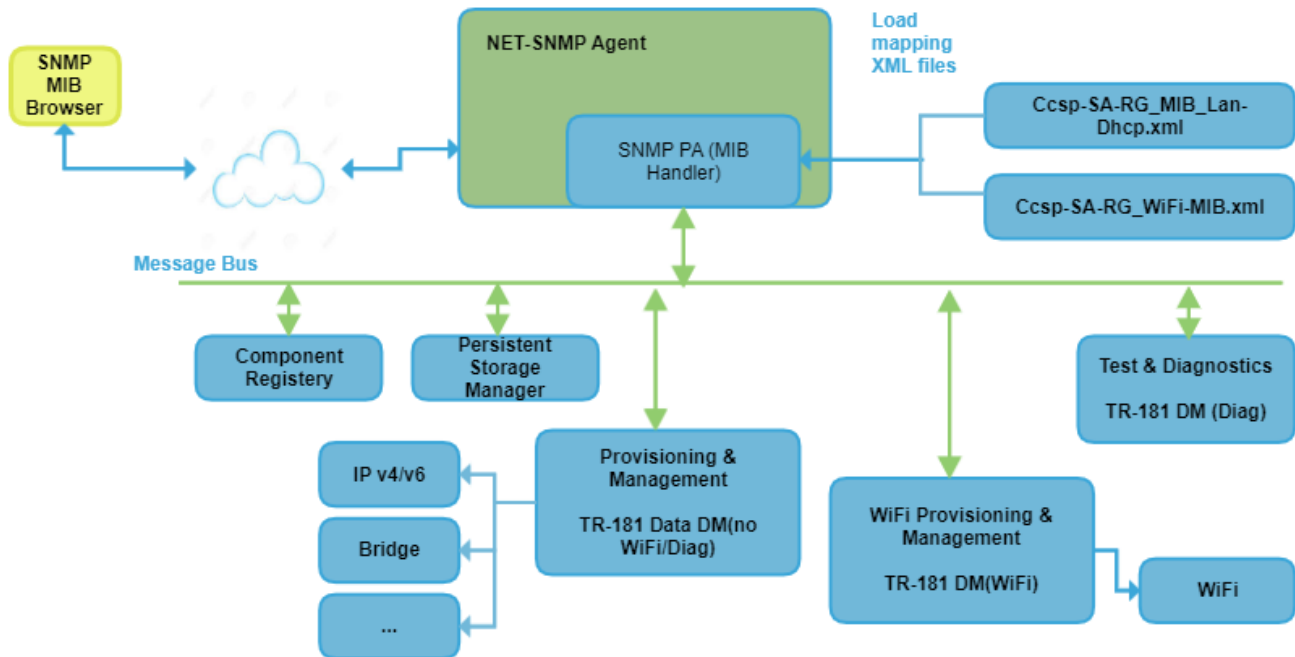 NET-SNMP Agent
Load
mapping
XML files
SNMP
MIB
Browser
Ccsp-SA-RG_MIB_Lan-
Dhcp.xml
SNMP PA (MIB
Handler)
Ccsp-SA-RG_WiFi-MIB.xml
Message Bus
Component
Registery
Persistent
Storage
Manager
Test & Diagnostics
TR-181 DM (Diag)
IP v4/v6
Bridge
...
Provisioning &
Management
TR-181 Data DM(no
WiFi/Diag)
WiFi Provisioning &
Management
TR-181 DM(WiFi)
WiFi